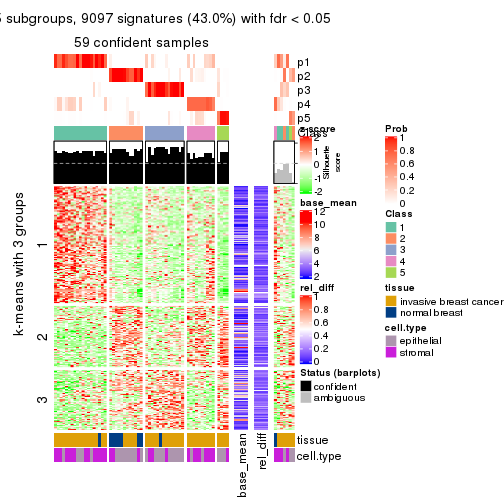 5 subgroups, 9097 signatures (43.0%) with fdr < 0.05
59 confident samples
p1
p2
p3
p4
p5
Class
Silhouette
score
1
2
3
k-means with 3 groups
tissue
cell.type
base_mean
rel_diff
z-score
2
1
0
-1
-2
base_mean
12
10
8
6
4
2
rel_diff
1
0.8
0.6
0.4
0.2
0
Status (barplots)
confident
ambiguous
Prob
1
0.8
0.6
0.4
0.2
0
Class
1
2
3
4
5
tissue
invasive breast cancer
normal breast
cell.type
epithelial
stromal